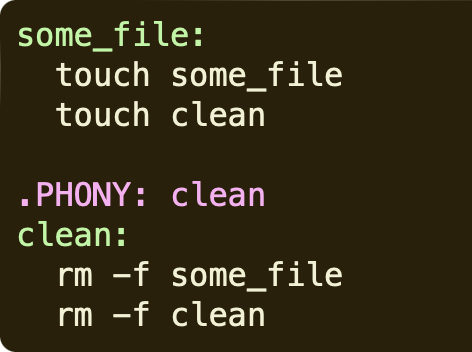 some_file:
  touch some_file
  touch clean

.PHONY: clean
clean:
  rm -f some_file
  rm -f clean